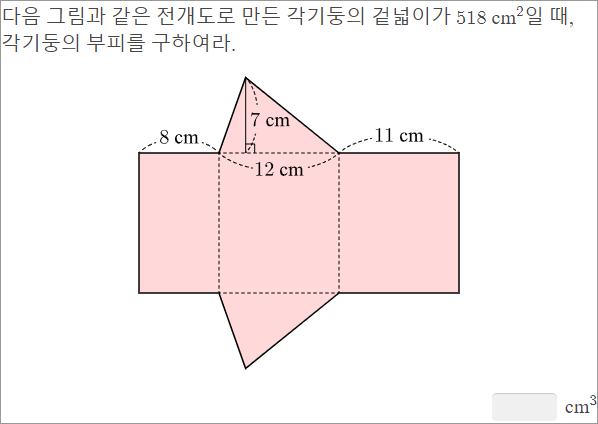 다음 그림과 같은 전개도로 만든 각기둥의 겉넓이가 518 cm²일 때,
각기둥의 부피를 구하여라.
7 cm
8 cm
11 cm
12 cm
cm³